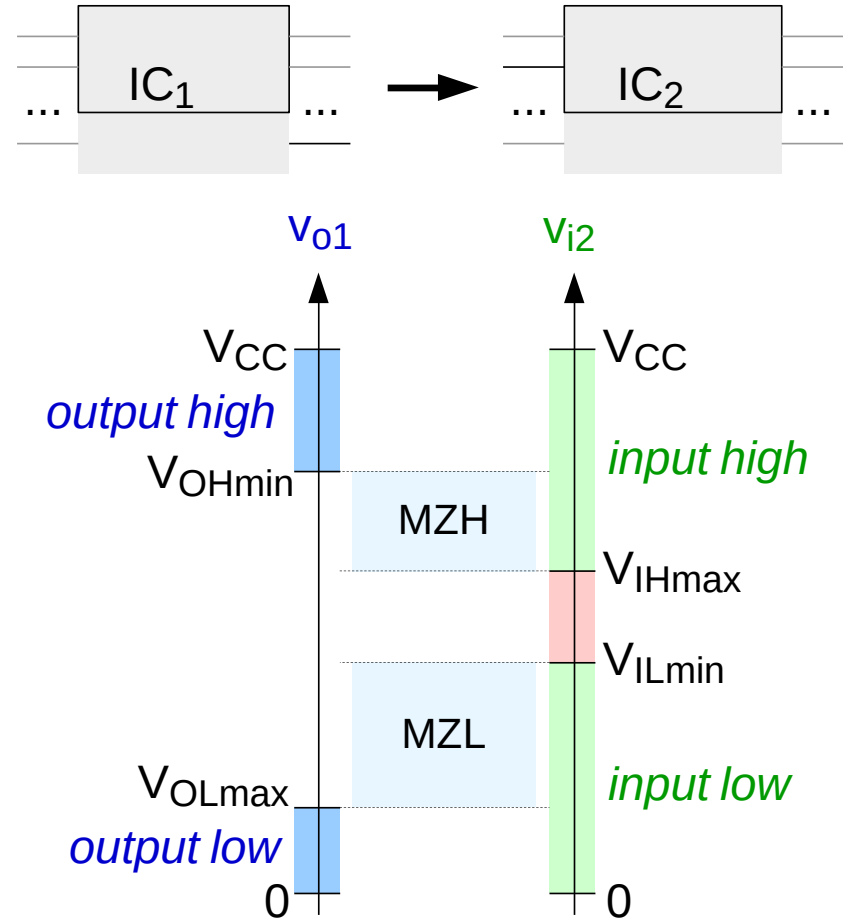 IC1 IC2
... ... ... ...
vo1 vi2
VCC VCC
output high
input high
VOHmin
MZH
VIHmax
VILmin
MZL
VOLmax
input low
output low
0 0